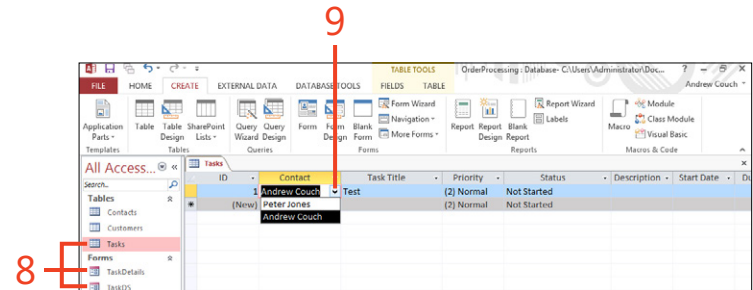 9
TABLE TOOLS OrderProcessing : Database- C:\Users\Administrator\Doc... ?
FILE HOME CREATE EXTERNAL DATA DATABASE TOOLS FIELDS TABLE Andrew Couch
Application Parts Table Table Design SharePoint Lists Query Wizard Query Design Form Form Design Blank Form Form Wizard Navigation More Forms Report Report Design Blank Report Report Wizard Labels Macro Module Class Module Visual Basic
Templates Tables Queries Forms Reports Macros & Code
All Access... « Tasks
Search..
ID Contact Task Title Priority Status Description Start Date Du
1 Andrew Couch Test (2) Normal Not Started
(New) Peter Jones (2) Normal Not Started
Andrew Couch
Tables
Contacts
Customers
Tasks
Forms
8
TaskDetails
TaskDS